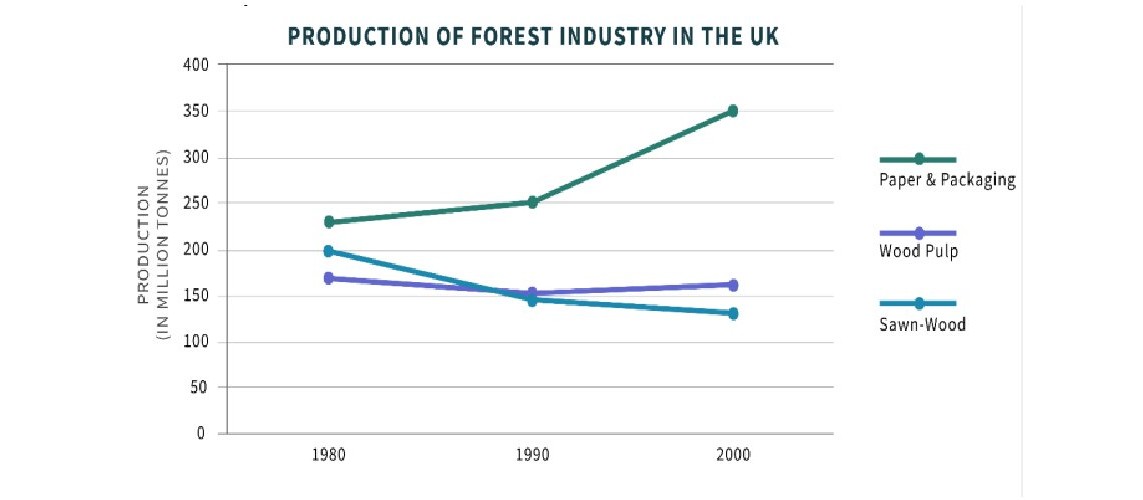 PRODUCTION OF FOREST INDUSTRY IN THE UK
PRODUCTION
(IN MILLION TONNES)
400
350
300
250
200
150
100
50
0
1980 1990 2000
Paper & Packaging
Wood Pulp
Sawn-Wood